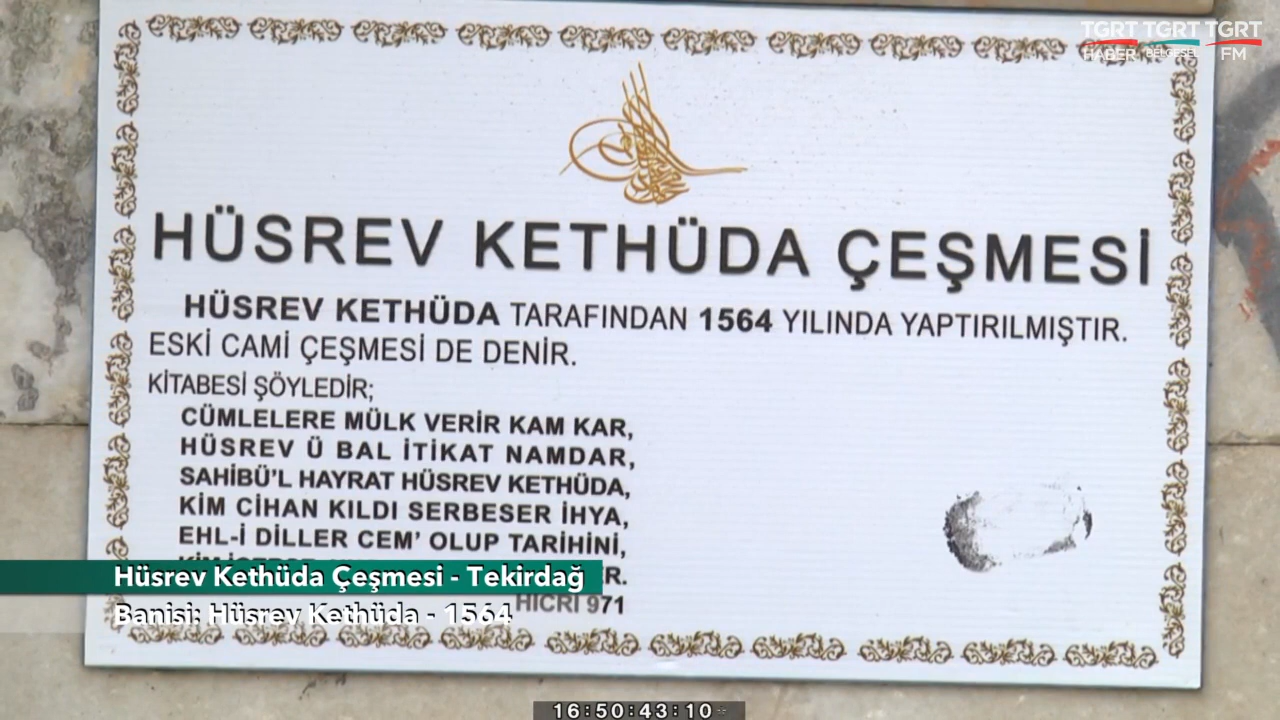 TGRT TGRT TGRT
HABER BELGESEL FM
HÜSREV KETHÜDA ÇEŞMESİ
HÜSREV KETHÜDA TARAFINDAN 1564 YILINDA YAPTIRILMIŞTIR.
ESKİ CAMİ ÇEŞMESİ DE DENİR.
KİTABESİ ŞÖYLEDİR;
CÜMLELERE MÜLK VERİR KAM KAR,
HÜSREV Ü BAL İTİKAT NAMDAR,
SAHİBÜ'L HAYRAT HÜSREV KETHÜDA,
KİM CİHAN KILDI SERBESER İHYA,
EHL-İ DİLLER CEM' OLUP TARİHİNİ,
HİCRİ 971
Hüsrev Kethüda Çeşmesi - Tekirdağ
Banisi: Hüsrev Kethüda - 1564
16:50:43:10